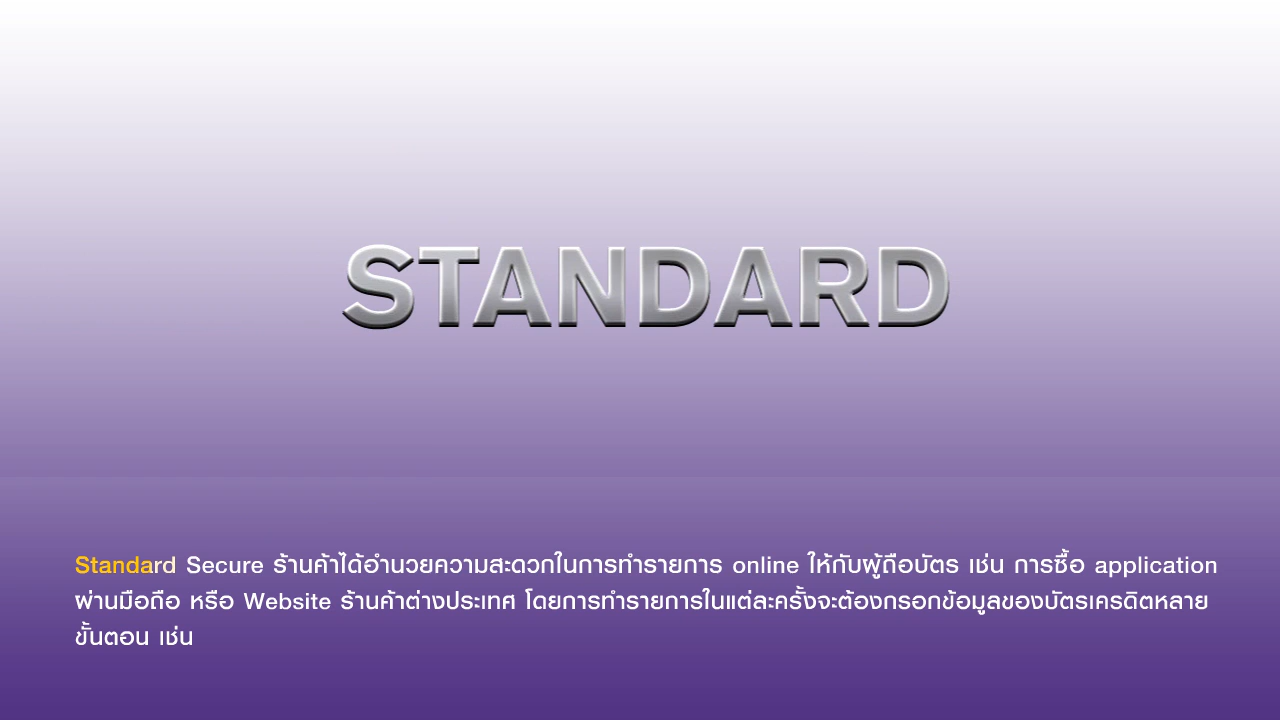 STANDARD
Standard Secure ร้านค้าได้อำนวยความสะดวกในการทำรายการ online ให้กับผู้ถือบัตร เช่น การซื้อ application
ผ่านมือถือ หรือ Website ร้านค้าต่างประเทศ โดยการทำรายการในแต่ละครั้งจะต้องกรอกข้อมูลของบัตรเครดิตหลาย
ขั้นตอน เช่น